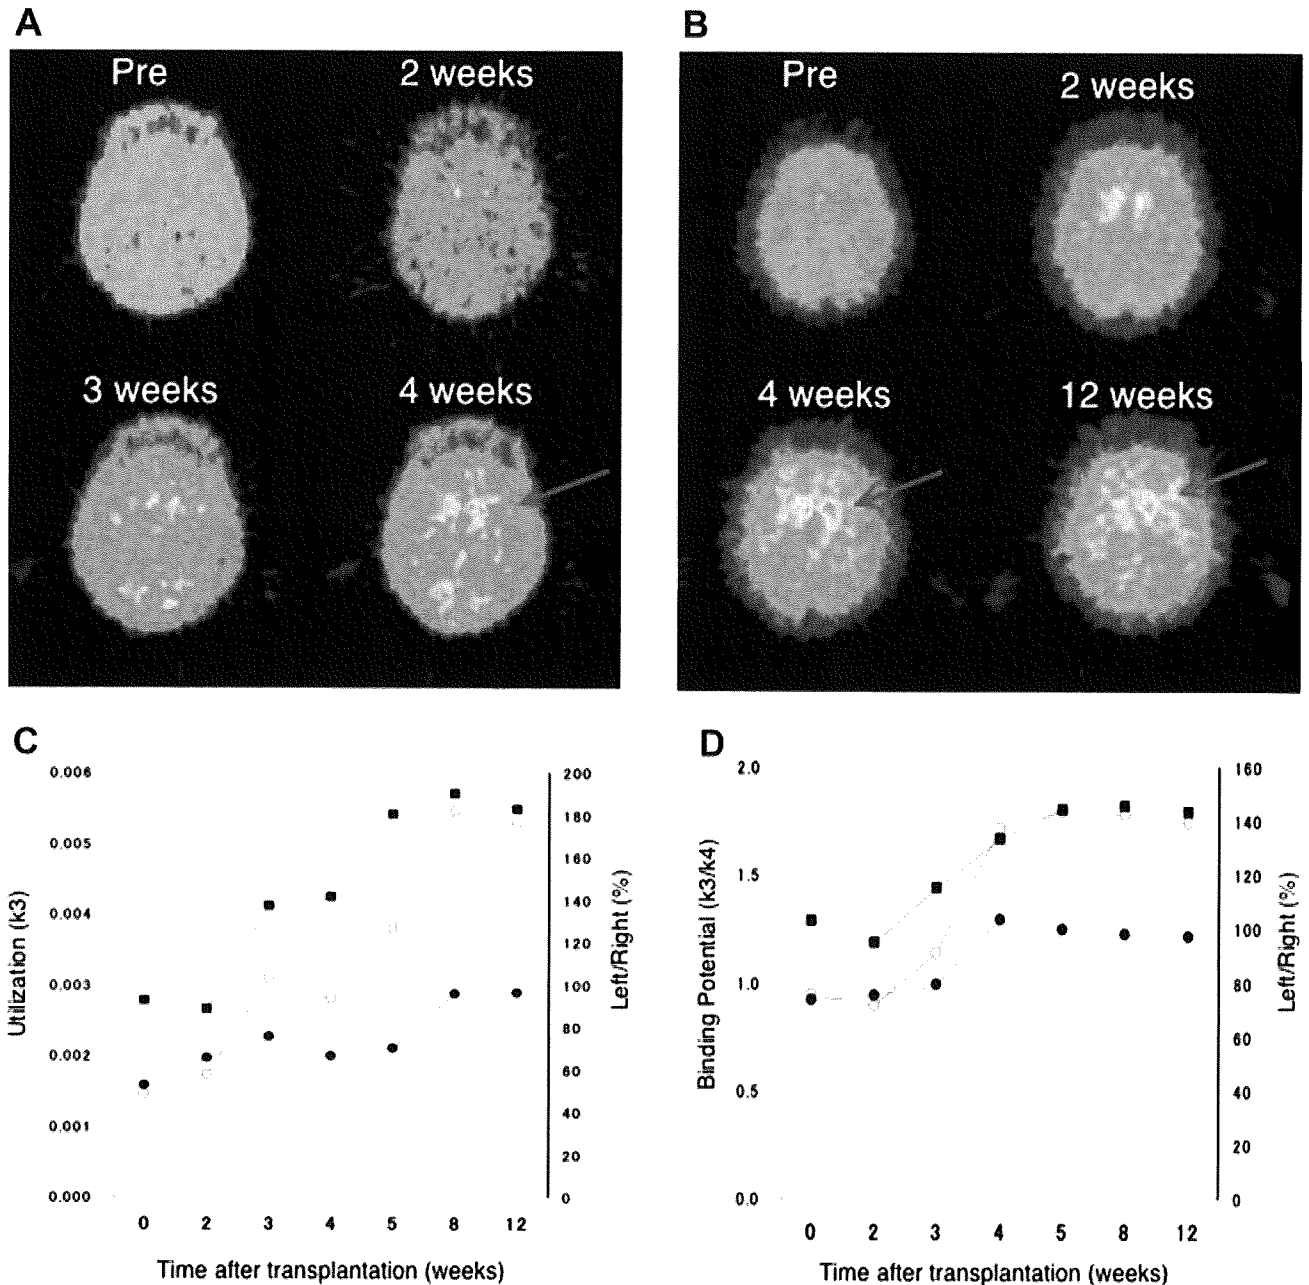 A
Pre
2 weeks
3 weeks
4 weeks
B
Pre
2 weeks
4 weeks
12 weeks
C
Utilization (k3)
0.006
0.005
0.004
0.003
0.002
0.001
0.000
200
180
160
140
120
100
80
60
40
20
0
Left/Right (%)
0 2 3 4 5 8 12
Time after transplantation (weeks)
D
Binding Potential (k3/k4)
2.0
1.5
1.0
0.5
0.0
160
140
120
100
80
60
40
20
0
Left/Right (%)
0 2 3 4 5 8 12
Time after transplantation (weeks)